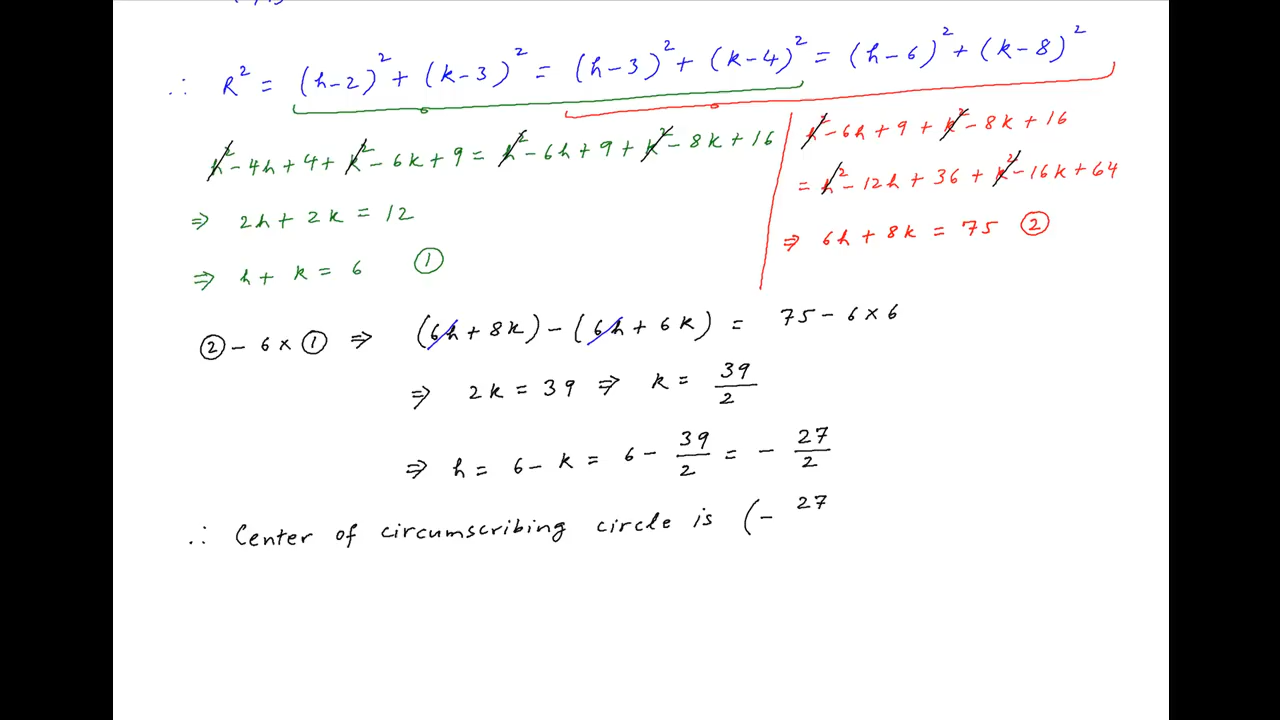 ∴ R² = (h-2)² + (k-3)² = (h-3)² + (k-4)² = (h-6)² + (k-8)²
h² - 4h + 4 + k² - 6k + 9 = h² - 6h + 9 + k² - 8k + 16
⇒ 2h + 2k = 12
⇒ h + k = 6 ①
h² - 6h + 9 + k² - 8k + 16
= h² - 12h + 36 + k² - 16k + 64
⇒ 6h + 8k = 75 ②
② - 6 × ① ⇒ (6h + 8k) - (6h + 6k) = 75 - 6 × 6
⇒ 2k = 39 ⇒ k = 39/2
⇒ h = 6 - k = 6 - 39/2 = - 27/2
∴ Center of circumscribing circle is (- 27